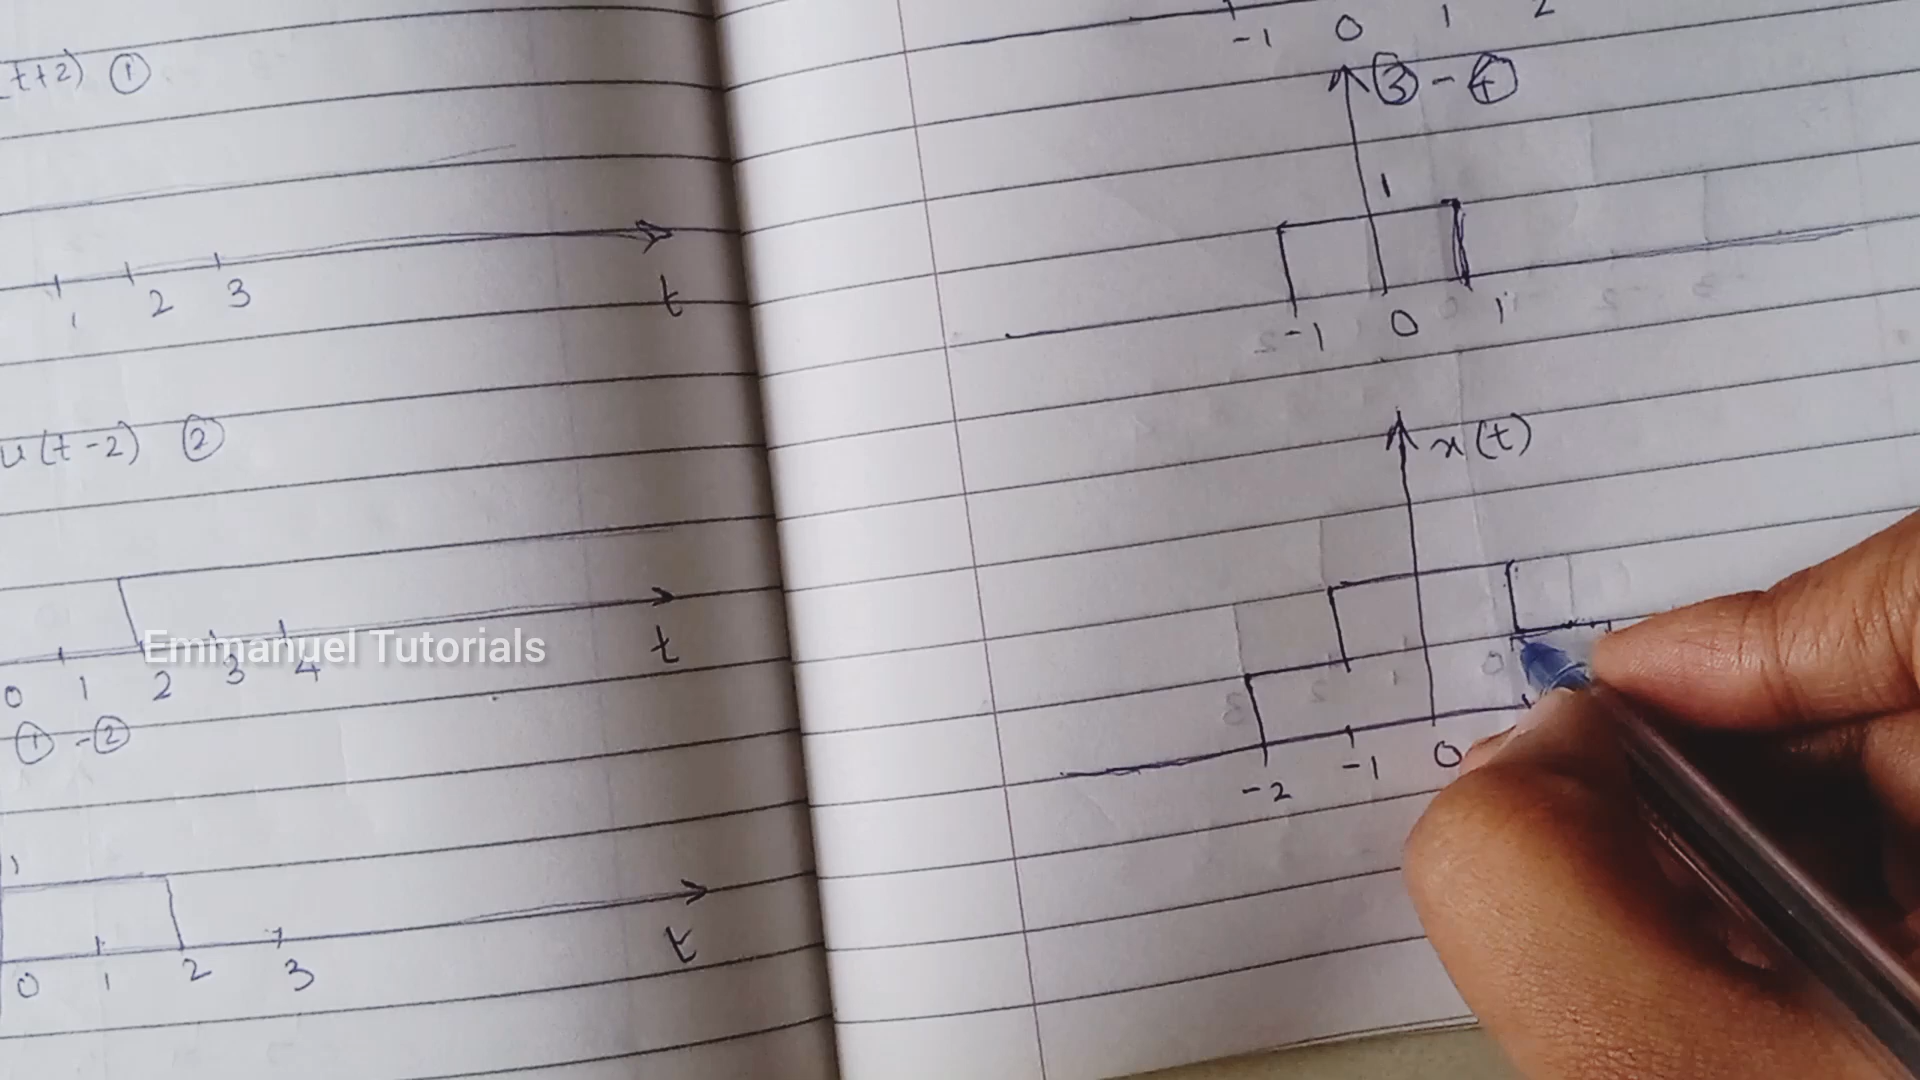 t+2) ①
1 2 3
t
u(t-2) ②
0 1 2 3 4
t
① - ②
1
0 1 2 3
t
-1 0 1 2
③ - ④
1
-1 0 1
x(t)
-2 -1 0
Emmanuel Tutorials